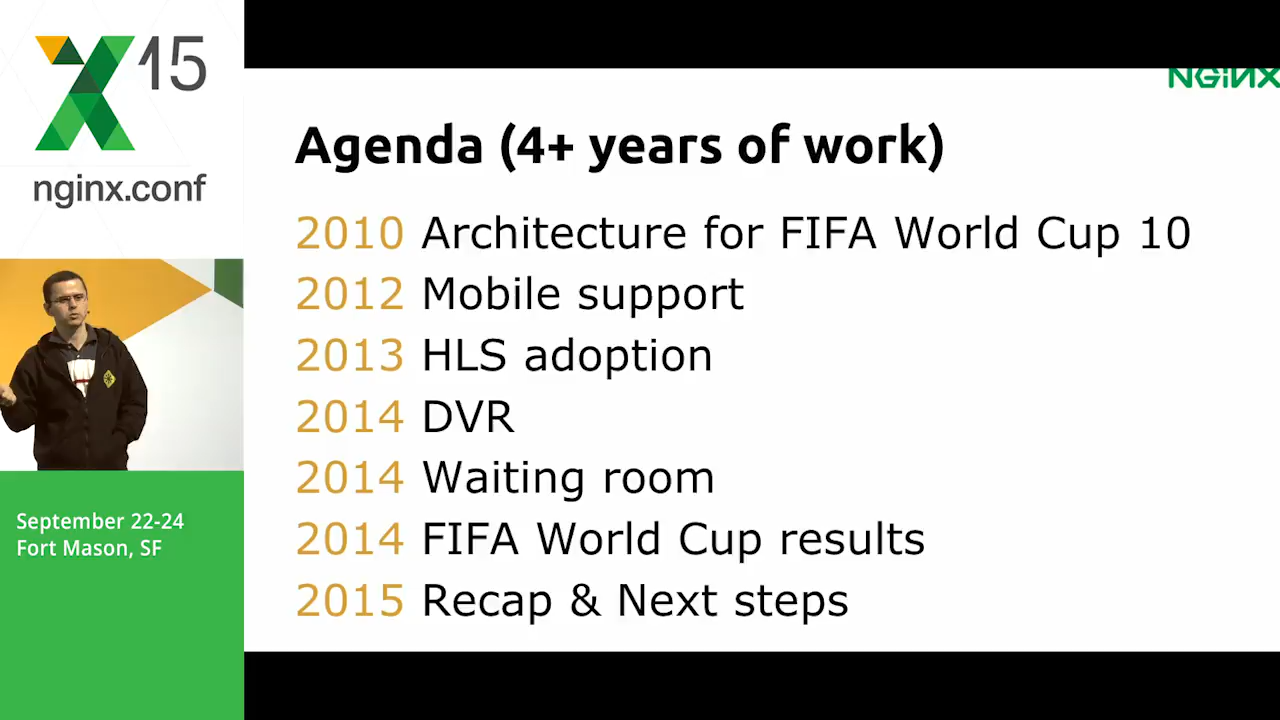 15
nginx.conf
September 22-24
Fort Mason, SF
NGINX
Agenda (4+ years of work)
2010 Architecture for FIFA World Cup 10
2012 Mobile support
2013 HLS adoption
2014 DVR
2014 Waiting room
2014 FIFA World Cup results
2015 Recap & Next steps